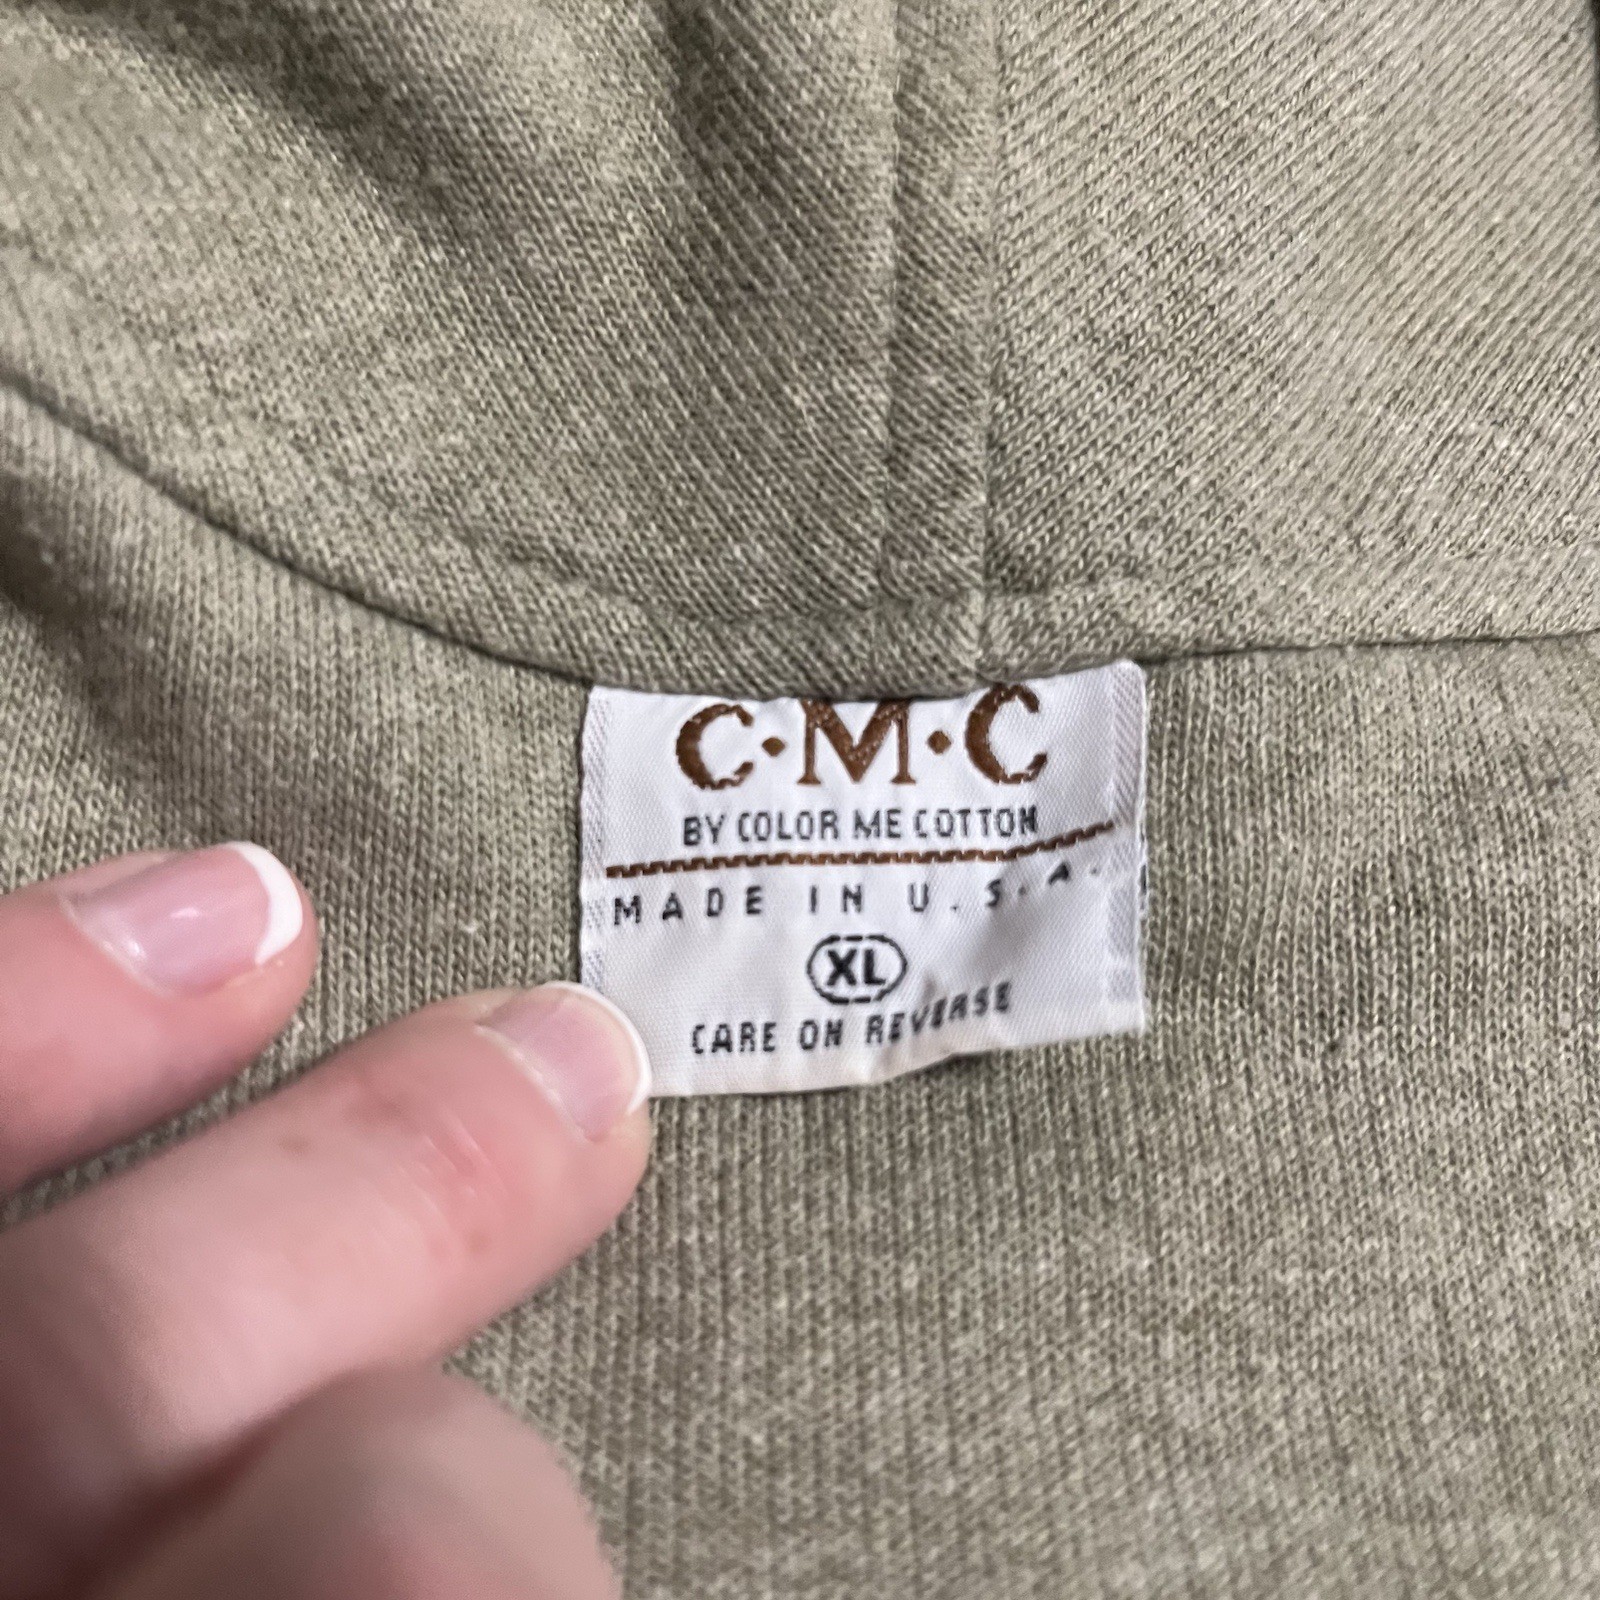 C·M·C
BY COLOR ME COTTON
MADE IN U.S.A.
XL
CARE ON REVERSE